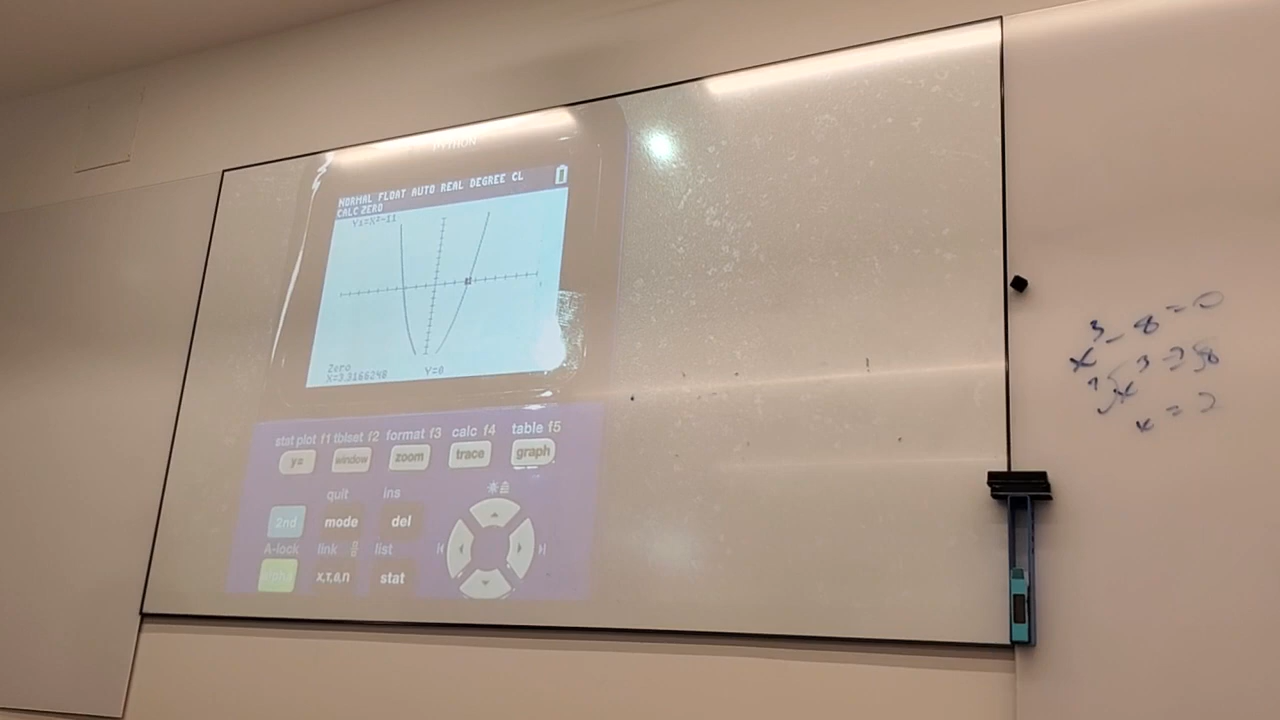 PYTHON
NORMAL FLOAT AUTO REAL DEGREE CL
CALC ZERO
Y1=X²-11
Zero
X=3.3166248 Y=0
stat plot f1 tblset f2 format f3 calc f4 table f5
y= window zoom trace graph
quit ins
2nd mode del
A-lock link list
alpha X,T,θ,n stat
x³-8=0
x = 2